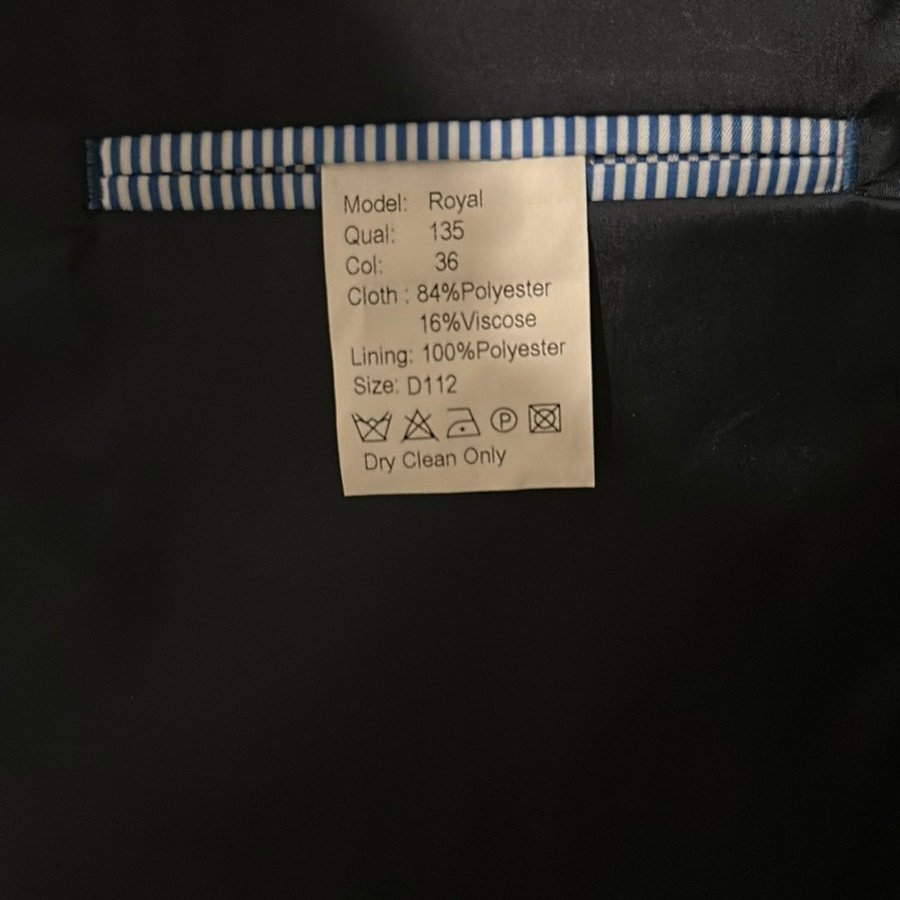 Model: Royal
Qual: 135
Col: 36
Cloth : 84%Polyester
16%Viscose
Lining: 100%Polyester
Size: D112
P
Dry Clean Only